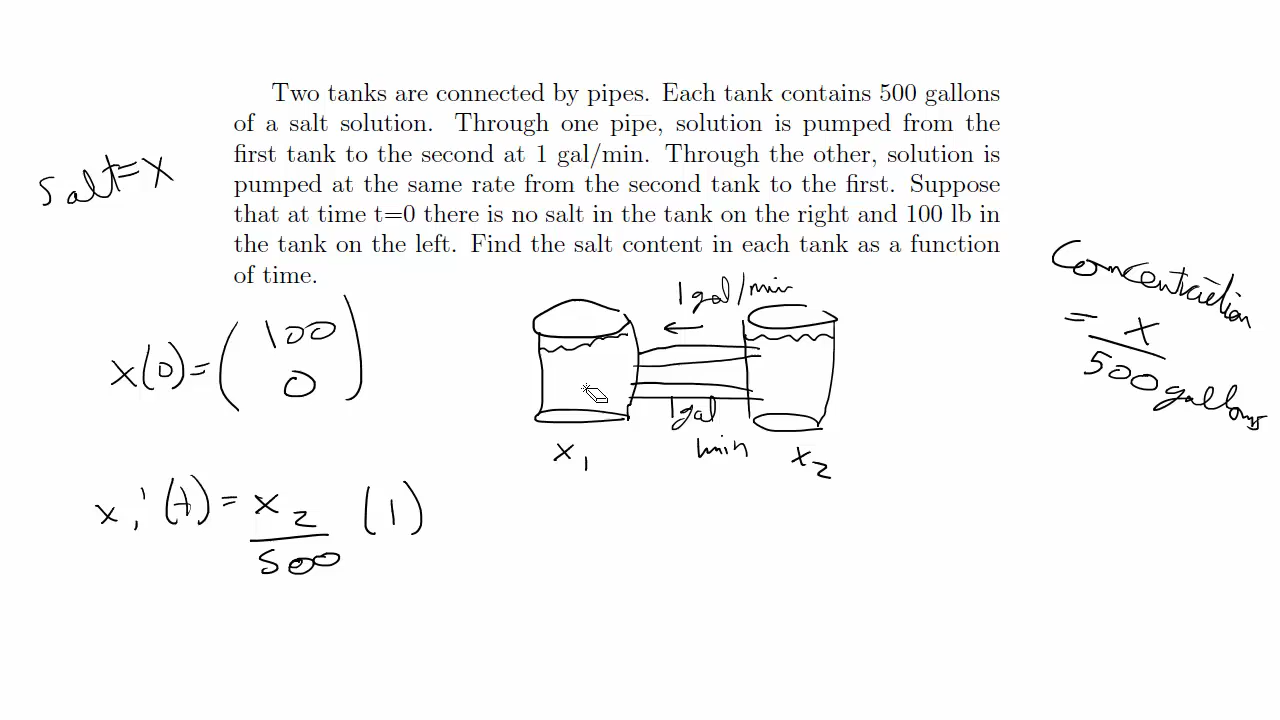 Two tanks are connected by pipes. Each tank contains 500 gallons
of a salt solution. Through one pipe, solution is pumped from the
first tank to the second at 1 gal/min. Through the other, solution is
pumped at the same rate from the second tank to the first. Suppose
that at time t=0 there is no salt in the tank on the right and 100 lb in
the tank on the left. Find the salt content in each tank as a function
of time.
Salt=X
Concentration
= x
500 gallons
1 gal/min
x(0)=( 100
0 )
1 gal
min
x1
x2
x1'(t) = x2 (1)
500